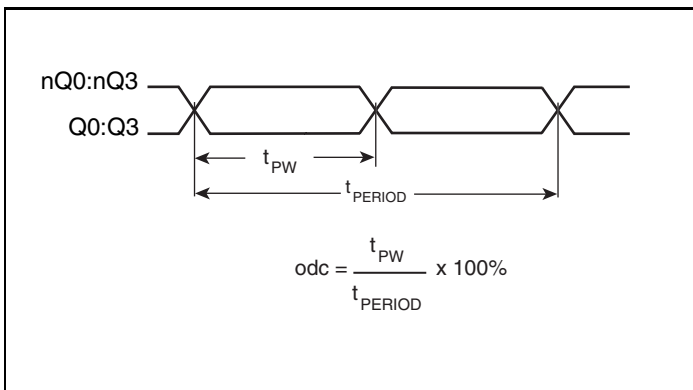 nQ0:nQ3
Q0:Q3
tPW
tPERIOD
odc = tPW / tPERIOD x 100%